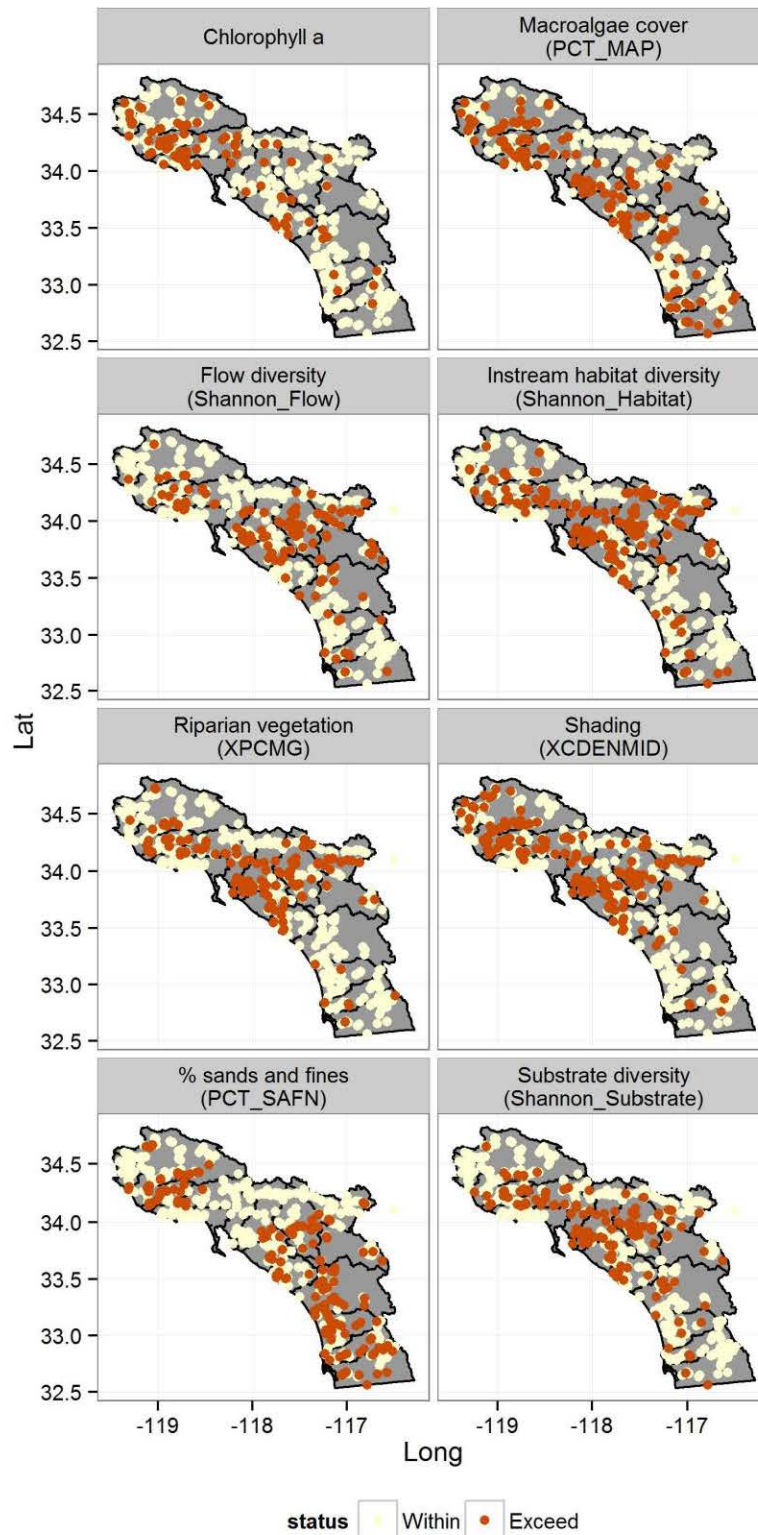 Chlorophyll a
Macroalgae cover
(PCT_MAP)
34.5
34.0
33.5
33.0
32.5
Flow diversity
(Shannon_Flow)
Instream habitat diversity
(Shannon_Habitat)
34.5
34.0
33.5
33.0
32.5
Lat
Riparian vegetation
(XPCMG)
Shading
(XCDENMID)
34.5
34.0
33.5
33.0
32.5
% sands and fines
(PCT_SAFN)
Substrate diversity
(Shannon_Substrate)
34.5
34.0
33.5
33.0
32.5
-119 -118 -117 -119 -118 -117
Long
status Within Exceed